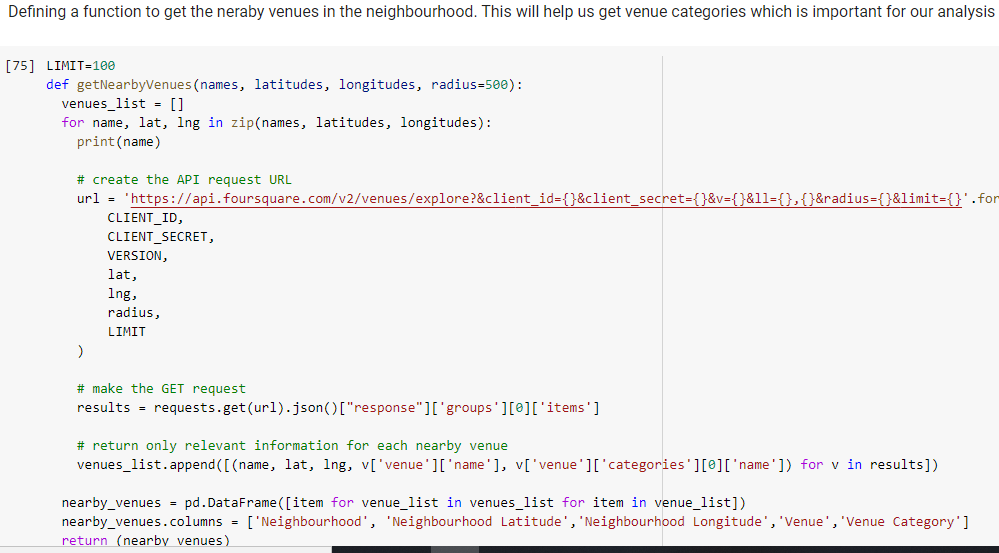 Defining a function to get the neraby venues in the neighbourhood. This will help us get venue categories which is important for our analysis
[75] LIMIT=100
def getNearbyVenues(names, latitudes, longitudes, radius=500):
venues_list = []
for name, lat, lng in zip(names, latitudes, longitudes):
print(name)
# create the API request URL
url = 'https://api.foursquare.com/v2/venues/explore?&client_id={}&client_secret={}&v={}&ll={},{}&radius={}&limit={}'.for
CLIENT_ID,
CLIENT_SECRET,
VERSION,
lat,
lng,
radius,
LIMIT
)
# make the GET request
results = requests.get(url).json()["response"]['groups'][0]['items']
# return only relevant information for each nearby venue
venues_list.append([(name, lat, lng, v['venue']['name'], v['venue']['categories'][0]['name']) for v in results])
nearby_venues = pd.DataFrame([item for venue_list in venues_list for item in venue_list])
nearby_venues.columns = ['Neighbourhood', 'Neighbourhood Latitude','Neighbourhood Longitude','Venue','Venue Category']
return (nearby_venues)